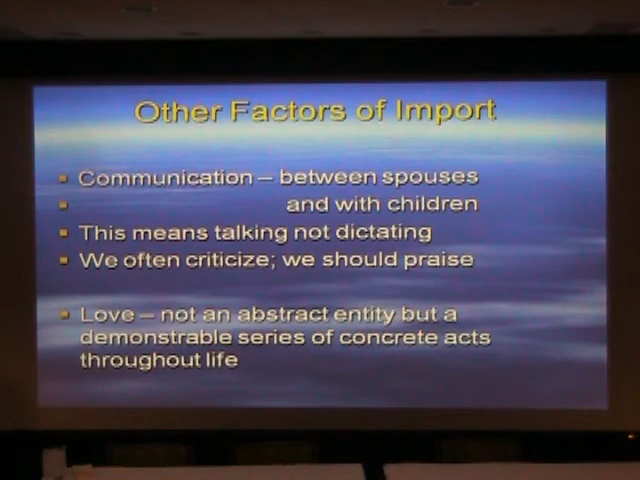 Other Factors of Import
Communication – between spouses
and with children
This means talking not dictating
We often criticize; we should praise
Love – not an abstract entity but a
demonstrable series of concrete acts
throughout life